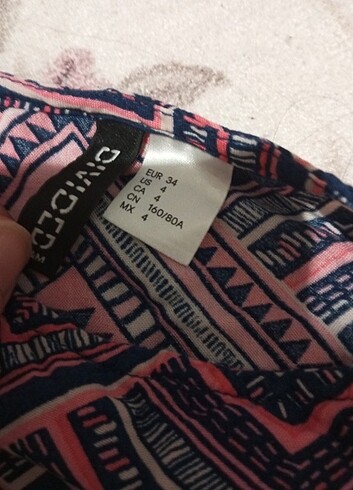 DIVIDED
EUR 34
US 4
CA 4
CN 160/80A
MX 4